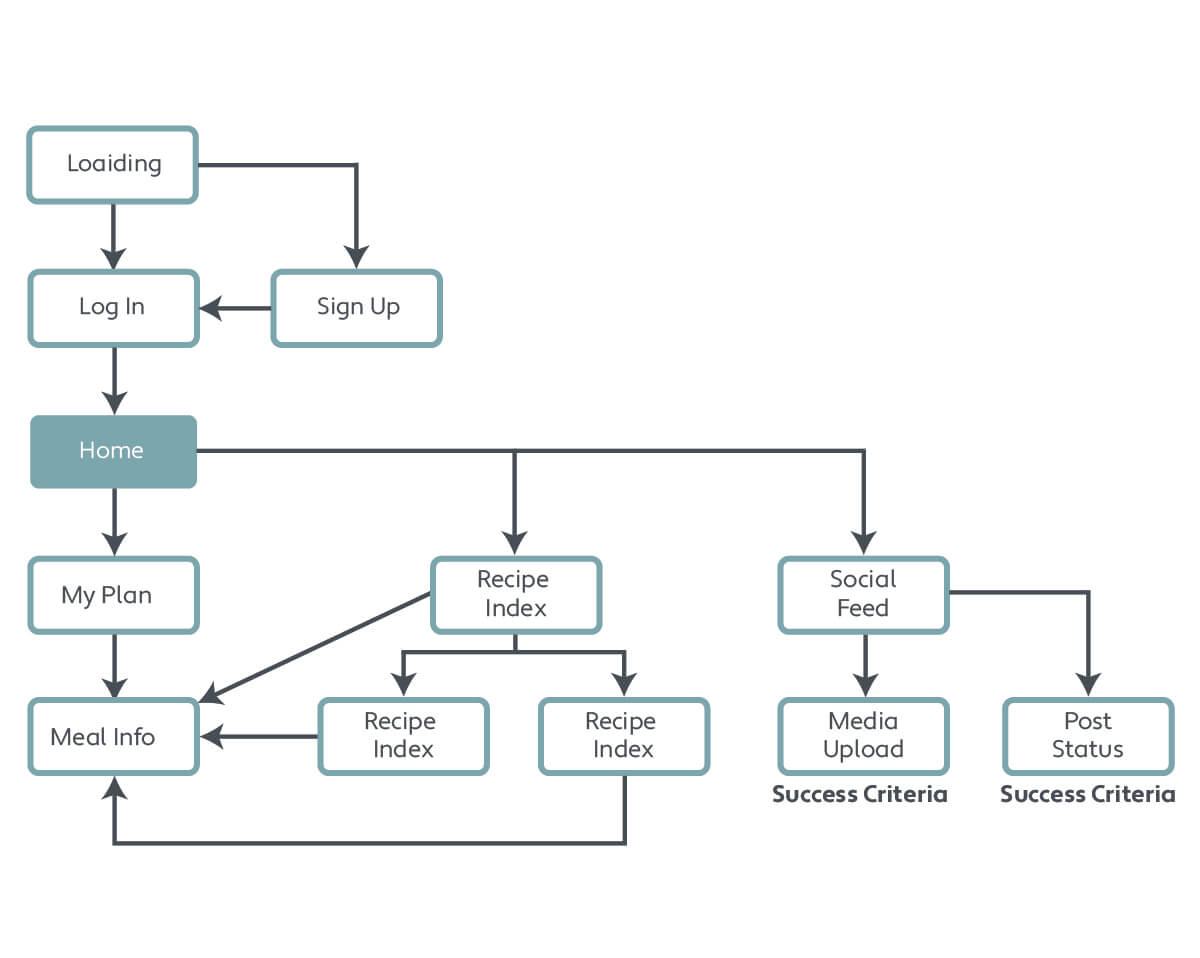 Loaiding
Log In
Sign Up
Home
My Plan
Recipe
Index
Social
Feed
Meal Info
Recipe
Index
Recipe
Index
Media
Upload
Post
Status
Success Criteria
Success Criteria